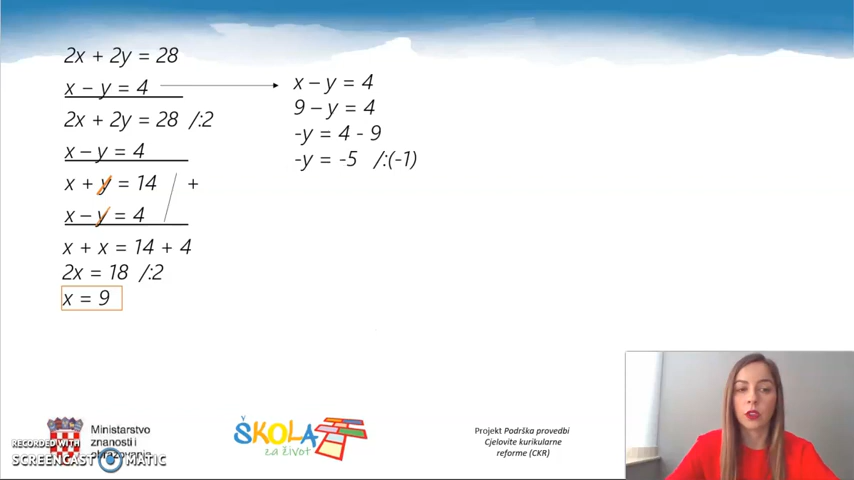 2x + 2y = 28
x – y = 4
2x + 2y = 28 /:2
x – y = 4
x + y = 14 +
x – y = 4
x + x = 14 + 4
2x = 18 /:2
x = 9
x – y = 4
9 – y = 4
-y = 4 - 9
-y = -5 /:(-1)
Ministarstvo
znanosti i
obrazovanja
RECORDED WITH
SCREENCAST MATIC
ŠKOLA
za život
Projekt Podrška provedbi
Cjelovite kurikularne
reforme (CKR)